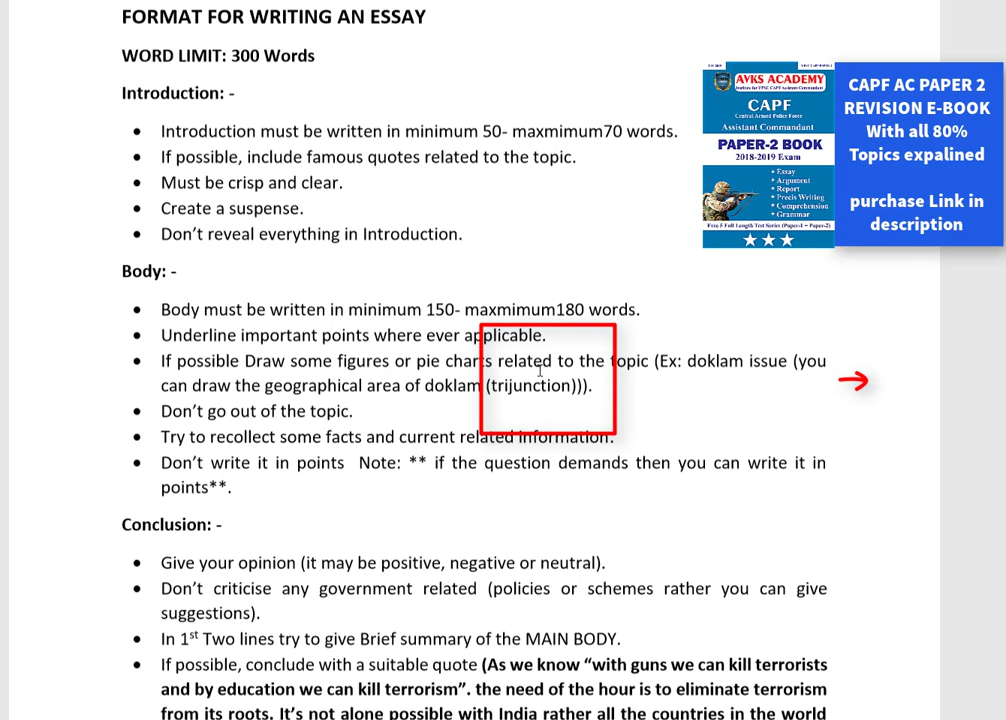 FORMAT FOR WRITING AN ESSAY
WORD LIMIT: 300 Words
Introduction: -
• Introduction must be written in minimum 50- maxmimum70 words.
• If possible, include famous quotes related to the topic.
• Must be crisp and clear.
• Create a suspense.
• Don’t reveal everything in Introduction.
AVKS ACADEMY
CAPF
Central Armed Police Force
Assistant Commandant
PAPER-2 BOOK
2018-2019 Exam
• Essay
• Argument
• Report
• Precis Writing
• Comprehension
• Grammar
Free 8 Full Length Test Series (Paper-1 + Paper-2)
CAPF AC PAPER 2
REVISION E-BOOK
With all 80%
Topics expalined
purchase Link in
description
Body: -
• Body must be written in minimum 150- maxmimum180 words.
• Underline important points where ever applicable.
• If possible Draw some figures or pie charts related to the topic (Ex: doklam issue (you
can draw the geographical area of doklam (trijunction))).
• Don’t go out of the topic.
• Try to recollect some facts and current related information.
• Don’t write it in points Note: ** if the question demands then you can write it in
points**.
Conclusion: -
• Give your opinion (it may be positive, negative or neutral).
• Don’t criticise any government related (policies or schemes rather you can give
suggestions).
• In 1st Two lines try to give Brief summary of the MAIN BODY.
• If possible, conclude with a suitable quote (As we know “with guns we can kill terrorists
and by education we can kill terrorism”. the need of the hour is to eliminate terrorism
from its roots. It’s not alone possible with India rather all the countries in the world